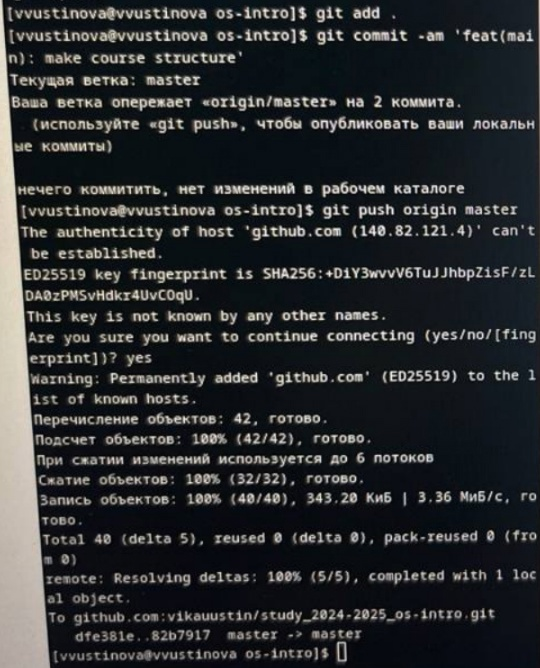 [vvustinova@vvustinova os-intro]$ git add .
[vvustinova@vvustinova os-intro]$ git commit -am 'feat(mai
n): make course structure'
Текущая ветка: master
Ваша ветка опережает «origin/master» на 2 коммита.
(используйте «git push», чтобы опубликовать ваши локальн
ые коммиты)
нечего коммитить, нет изменений в рабочем каталоге
[vvustinova@vvustinova os-intro]$ git push origin master
The authenticity of host 'github.com (140.82.121.4)' can't
be established.
ED25519 key fingerprint is SHA256:+DiY3wvvV6TuJJhbpZisF/zL
DA0zPMSvHdkr4UvCOqU.
This key is not known by any other names.
Are you sure you want to continue connecting (yes/no/[fing
erprint])? yes
Warning: Permanently added 'github.com' (ED25519) to the l
ist of known hosts.
Перечисление объектов: 42, готово.
Подсчет объектов: 100% (42/42), готово.
При сжатии изменений используется до 6 потоков
Сжатие объектов: 100% (32/32), готово.
Запись объектов: 100% (40/40), 343.20 КиБ | 3.36 МиБ/с, го
тово.
Total 40 (delta 5), reused 0 (delta 0), pack-reused 0 (fro
m 0)
remote: Resolving deltas: 100% (5/5), completed with 1 loc
al object.
To github.com:vikauustin/study_2024-2025_os-intro.git
dfe381e..82b7917 master -> master
[vvustinova@vvustinova os-intro]$